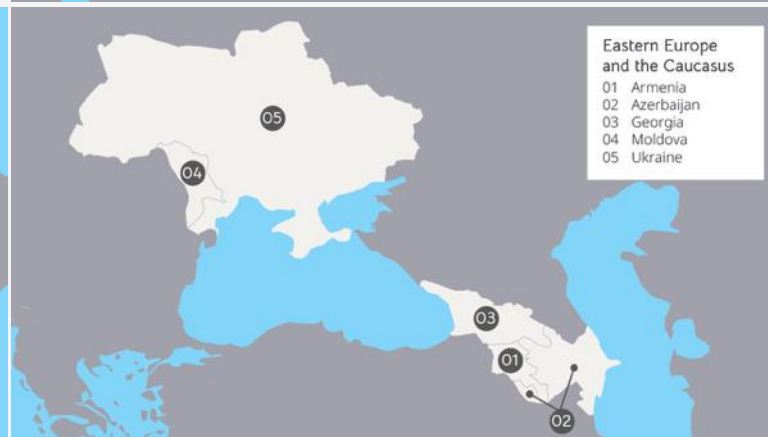 Eastern Europe
and the Caucasus
01 Armenia
02 Azerbaijan
03 Georgia
04 Moldova
05 Ukraine
05
04
03
01
02